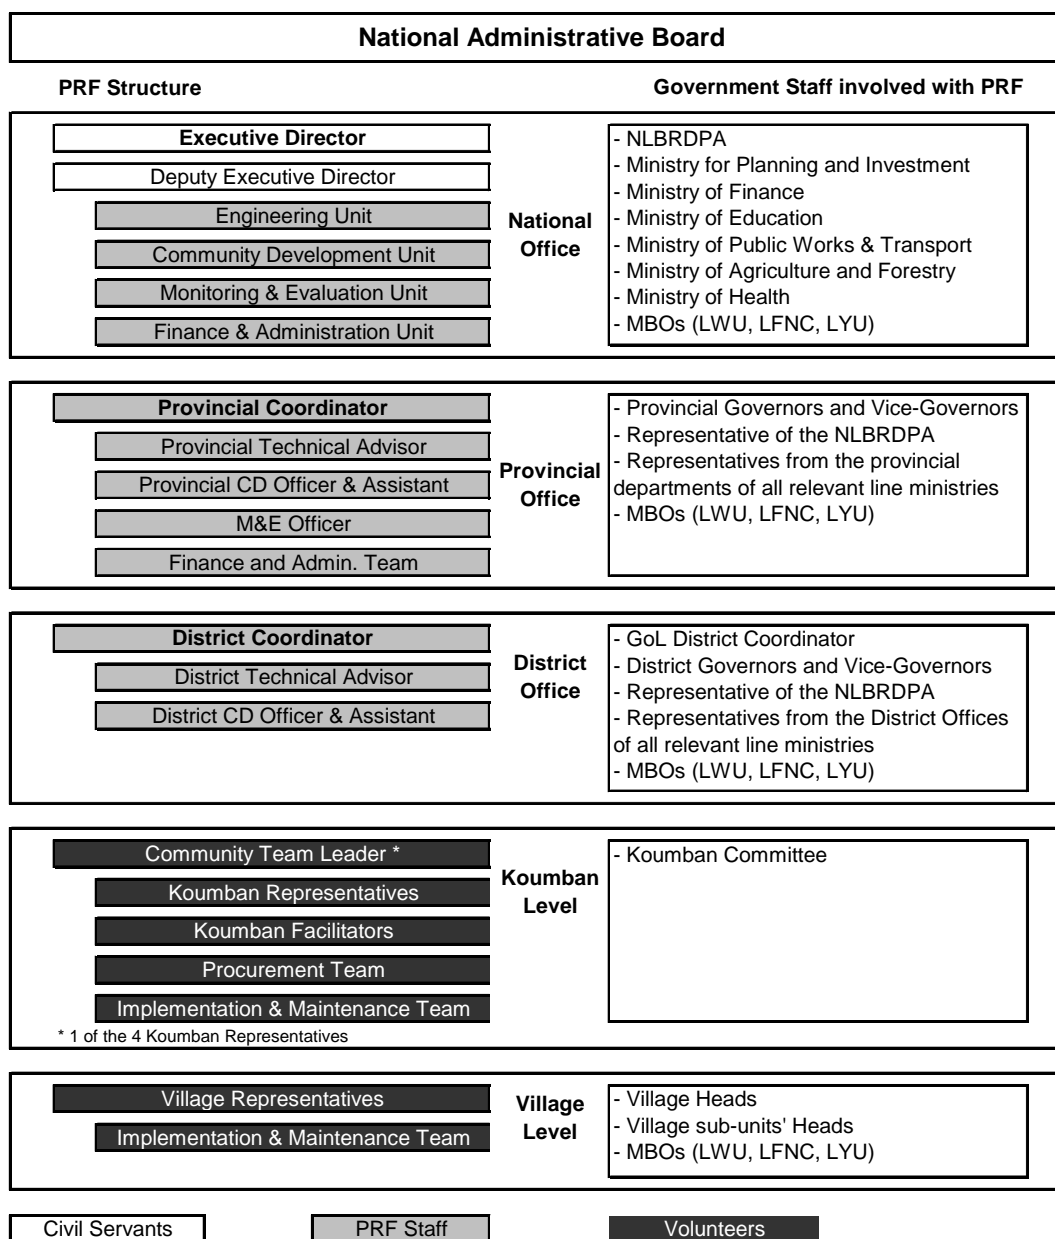 National Administrative Board
PRF Structure
Government Staff involved with PRF
Executive Director
Deputy Executive Director
Engineering Unit
Community Development Unit
Monitoring & Evaluation Unit
Finance & Administration Unit
National
Office
- NLBRDPA
- Ministry for Planning and Investment
- Ministry of Finance
- Ministry of Education
- Ministry of Public Works & Transport
- Ministry of Agriculture and Forestry
- Ministry of Health
- MBOs (LWU, LFNC, LYU)
Provincial Coordinator
Provincial Technical Advisor
Provincial CD Officer & Assistant
M&E Officer
Finance and Admin. Team
Provincial
Office
- Provincial Governors and Vice-Governors
- Representative of the NLBRDPA
- Representatives from the provincial
departments of all relevant line ministries
- MBOs (LWU, LFNC, LYU)
District Coordinator
District Technical Advisor
District CD Officer & Assistant
District
Office
- GoL District Coordinator
- District Governors and Vice-Governors
- Representative of the NLBRDPA
- Representatives from the District Offices
of all relevant line ministries
- MBOs (LWU, LFNC, LYU)
Community Team Leader *
Koumban Representatives
Koumban Facilitators
Procurement Team
Implementation & Maintenance Team
* 1 of the 4 Koumban Representatives
Koumban
Level
- Koumban Committee
Village Representatives
Implementation & Maintenance Team
Village
Level
- Village Heads
- Village sub-units' Heads
- MBOs (LWU, LFNC, LYU)
Civil Servants
PRF Staff
Volunteers